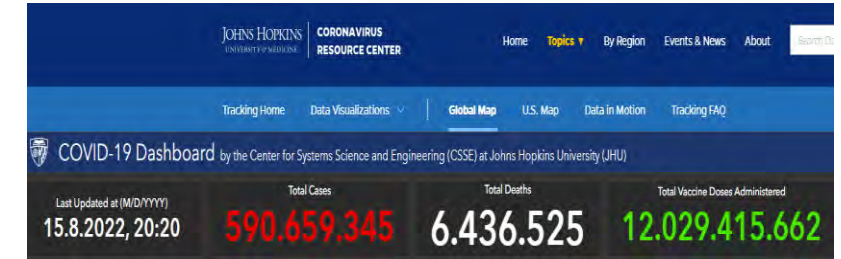 JOHNS HOPKINS
UNIVERSITY of MEDICINE
CORONAVIRUS
RESOURCE CENTER
Home Topics By Region Events & News About Search
Tracking Home Data Visualizations Global Map U.S. Map Data in Motion Tracking FAQ
COVID-19 Dashboard by the Center for Systems Science and Engineering (CSSE) at Johns Hopkins University (JHU)
Last Updated at (M/D/YYYY)
15.8.2022, 20:20
Total Cases
590.659.345
Total Deaths
6.436.525
Total Vaccine Doses Administered
12.029.415.662